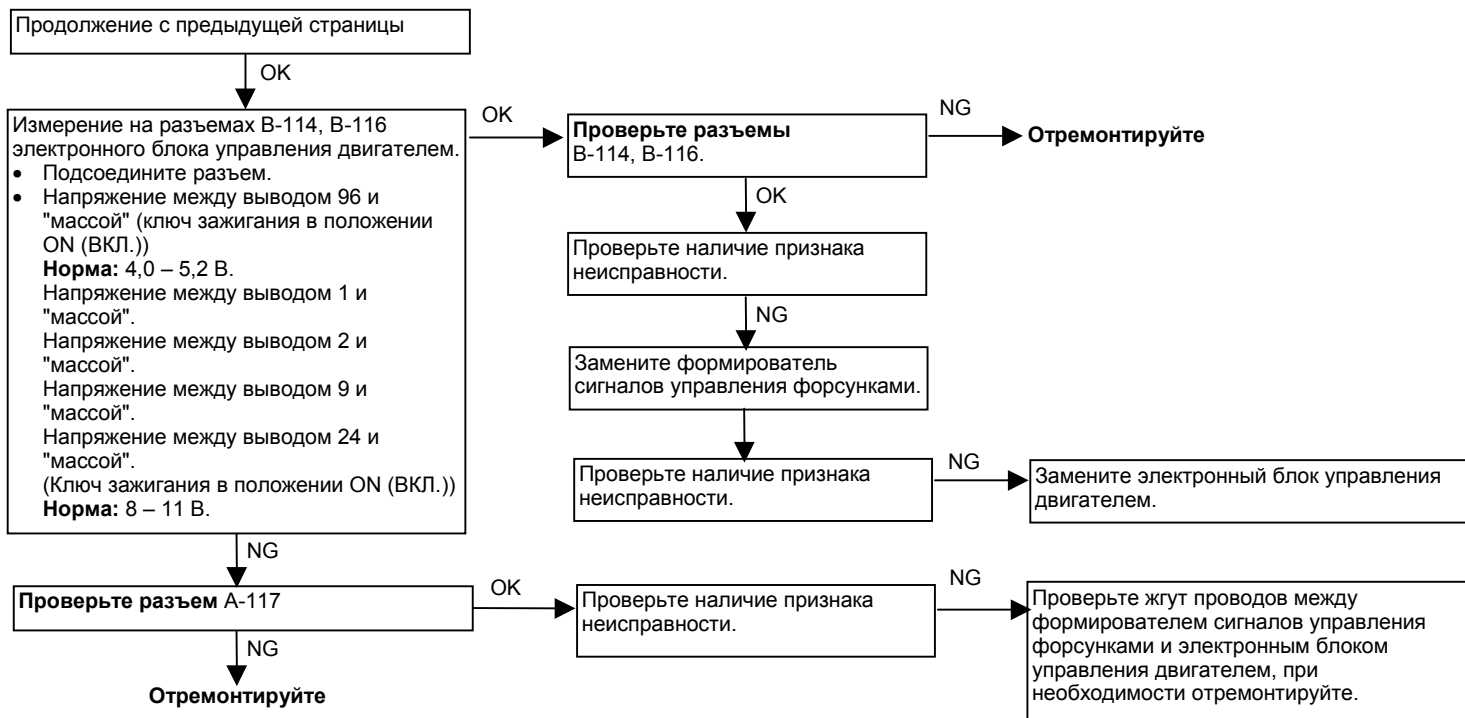 Продолжение с предыдущей страницы
OK
Измерение на разъемах B-114, B-116
электронного блока управления двигателем.
• Подсоедините разъем.
• Напряжение между выводом 96 и
"массой" (ключ зажигания в положении
ON (ВКЛ.))
Норма: 4,0 – 5,2 В.
Напряжение между выводом 1 и
"массой".
Напряжение между выводом 2 и
"массой".
Напряжение между выводом 9 и
"массой".
Напряжение между выводом 24 и
"массой".
(Ключ зажигания в положении ON (ВКЛ.))
Норма: 8 – 11 В.
OK
Проверьте разъемы
B-114, B-116.
NG
Отремонтируйте
OK
Проверьте наличие признака
неисправности.
NG
Замените формирователь
сигналов управления форсунками.
Проверьте наличие признака
неисправности.
NG
Замените электронный блок управления
двигателем.
NG
Проверьте разъем A-117
OK
Проверьте наличие признака
неисправности.
NG
Проверьте жгут проводов между
формирователем сигналов управления
форсунками и электронным блоком
управления двигателем, при
необходимости отремонтируйте.
NG
Отремонтируйте